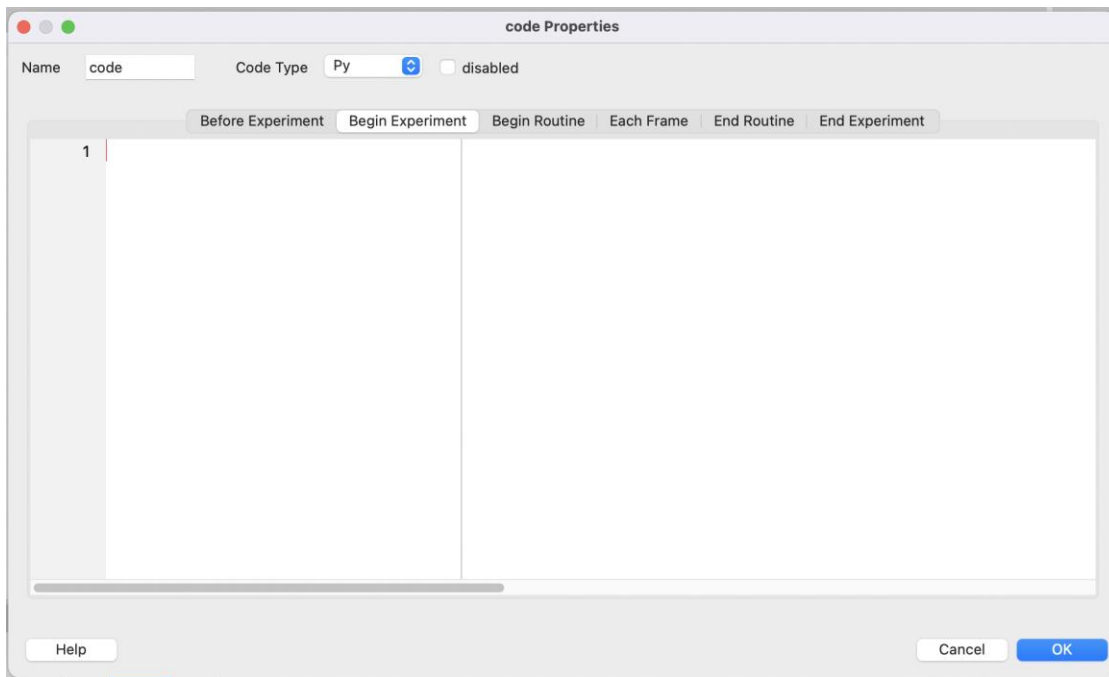 code Properties
Name code Code Type Py disabled
Before Experiment Begin Experiment Begin Routine Each Frame End Routine End Experiment
1
Help Cancel OK